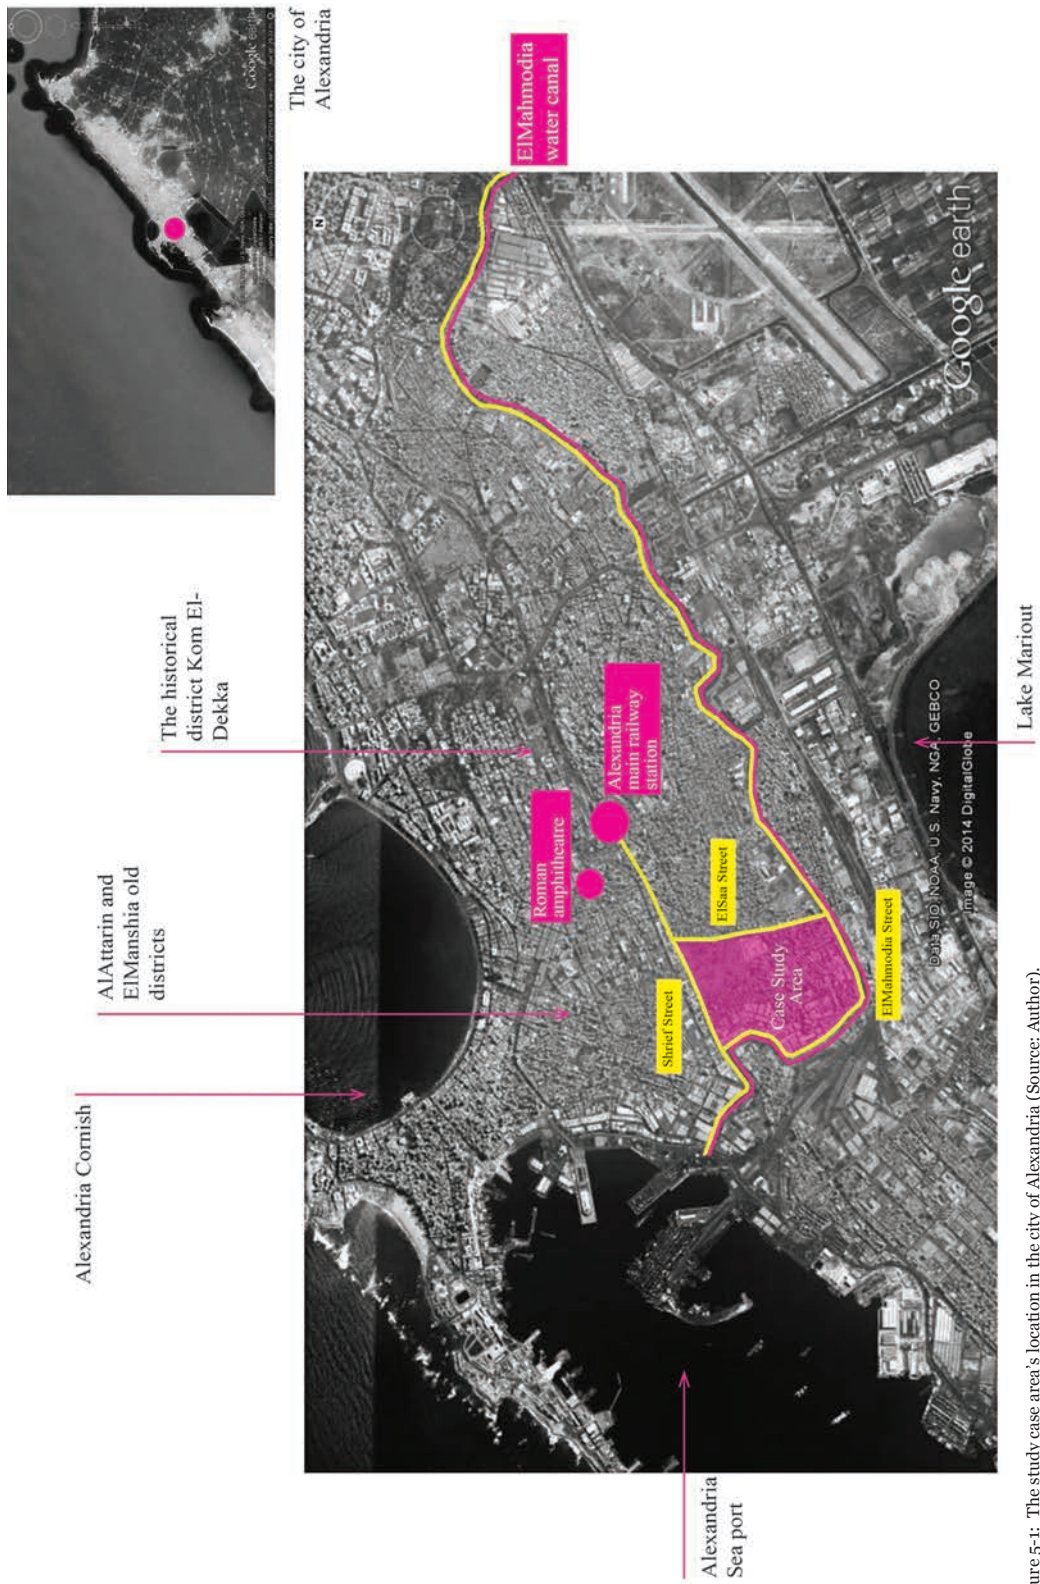 The city of
Alexandria
Google earth
ElMahmodia
water canal
N
The historical
district Kom El-
Dekka
AlAttarin and
ElManshia old
districts
Alexandria Cornish
Alexandria
main railway
station
Roman
amphitheatre
ElSaa Street
Shrief Street
Case Study
Area
ElMahmodia Street
Alexandria
Sea port
Lake Mariout
Data SIO, NOAA, U.S. Navy, NGA, GEBCO
Image © 2014 DigitalGlobe
Google earth
ure 5-1: The study case area's location in the city of Alexandria (Source: Author).